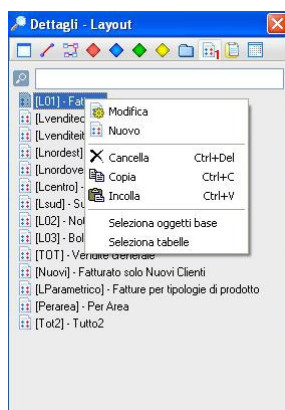 Dettagli - Layout
[L01] - Fat
[Lvenditec
[Lvenditeit
[Lnordest]
[Lnordove
[Lcentro] -
[Lsud] - Su
[L02] - Not
[L03] - Bol
[TOT] - Vendite Generale
[Nuovi] - Fatturato solo Nuovi Clienti
[LParametrico] - Fatture per tipologie di prodotto
[Perarea] - Per Area
[Tot2] - Tutto2
Modifica
Nuovo
Cancella Ctrl+Del
Copia Ctrl+C
Incolla Ctrl+V
Seleziona oggetti base
Seleziona tabelle